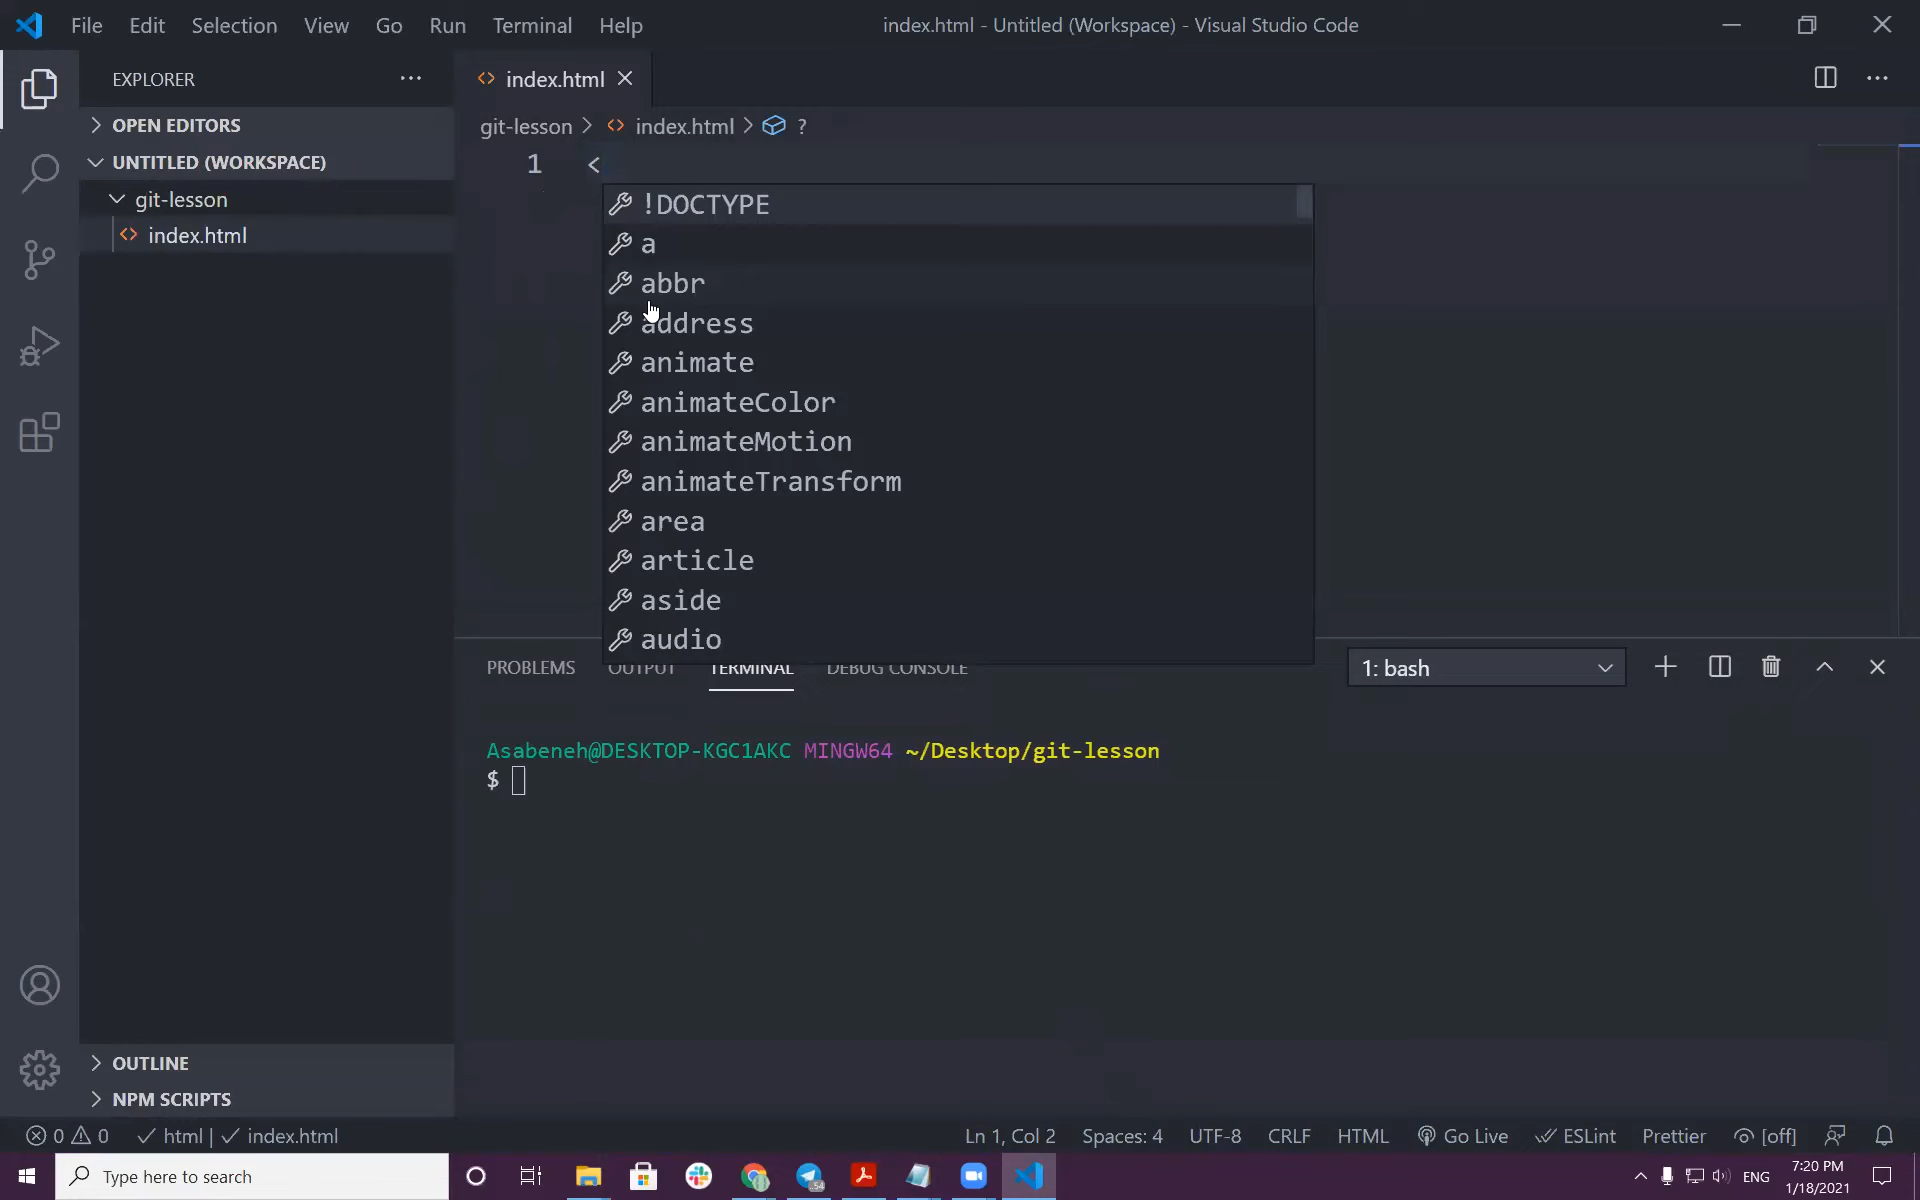 File Edit Selection View Go Run Terminal Help
index.html - Untitled (Workspace) - Visual Studio Code
EXPLORER
OPEN EDITORS
UNTITLED (WORKSPACE)
git-lesson
index.html
OUTLINE
NPM SCRIPTS
index.html
git-lesson > index.html > ?
1 <
!DOCTYPE
a
abbr
address
animate
animateColor
animateMotion
animateTransform
area
article
aside
audio
PROBLEMS OUTPUT TERMINAL DEBUG CONSOLE
1: bash
Asabeneh@DESKTOP-KGC1AKC MINGW64 ~/Desktop/git-lesson
$
0 0 html | index.html
Ln 1, Col 2 Spaces: 4 UTF-8 CRLF HTML Go Live ESLint Prettier [off]
Type here to search
.54
ENG
7:20 PM
1/18/2021